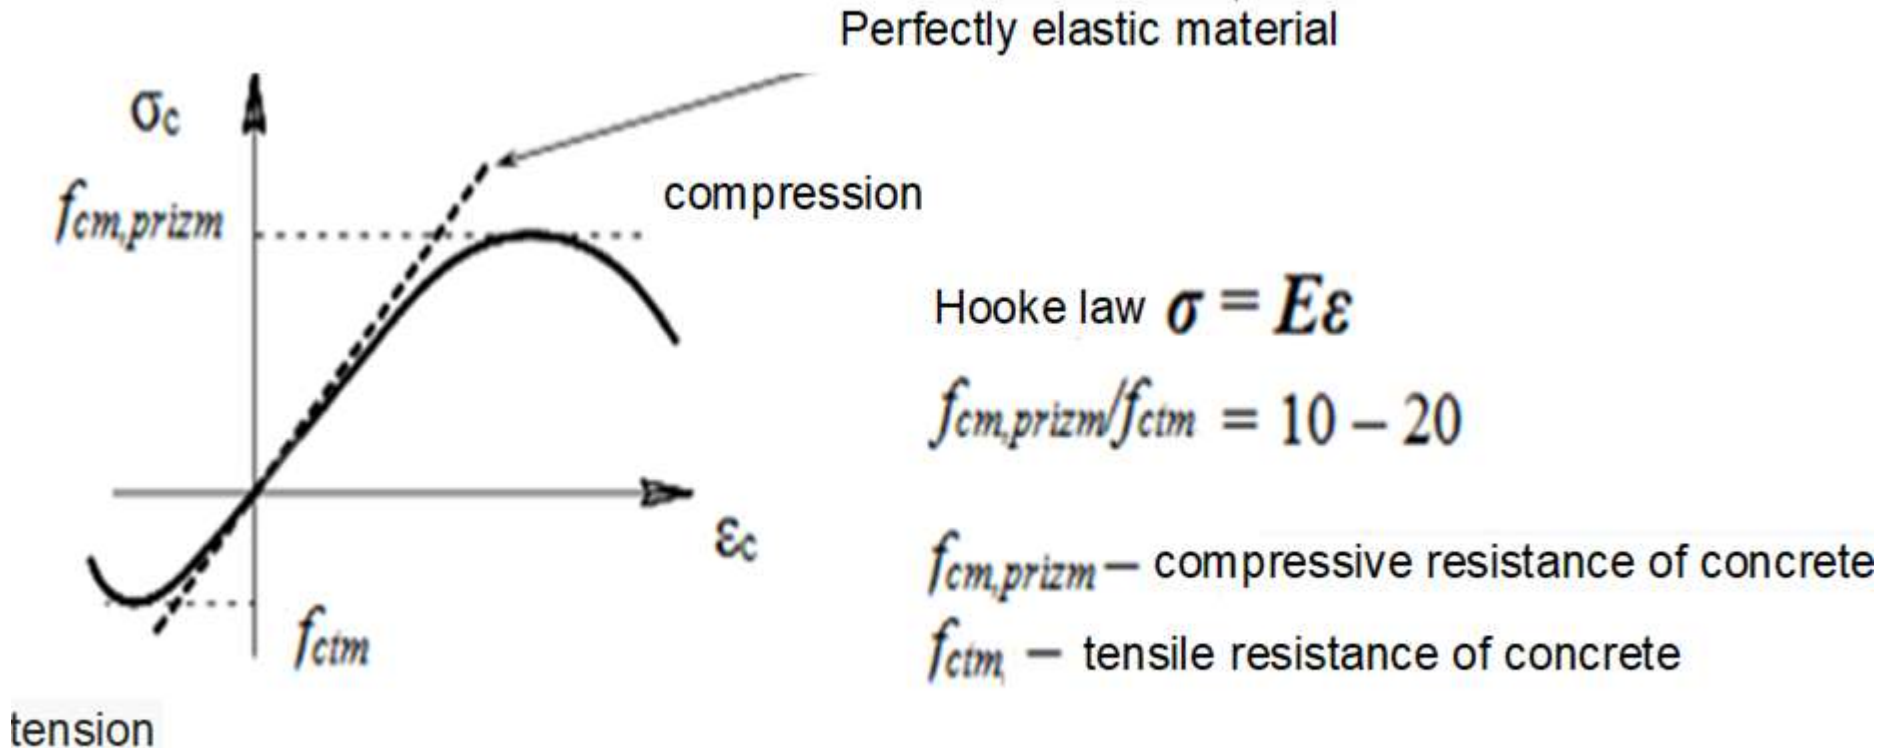 Perfectly elastic material
σc
fcm,prizm
compression
Hooke law σ = Eε
fcm,prizm/fctm = 10 – 20
εc
fcm,prizm – compressive resistance of concrete
fctm
fctm, – tensile resistance of concrete
tension